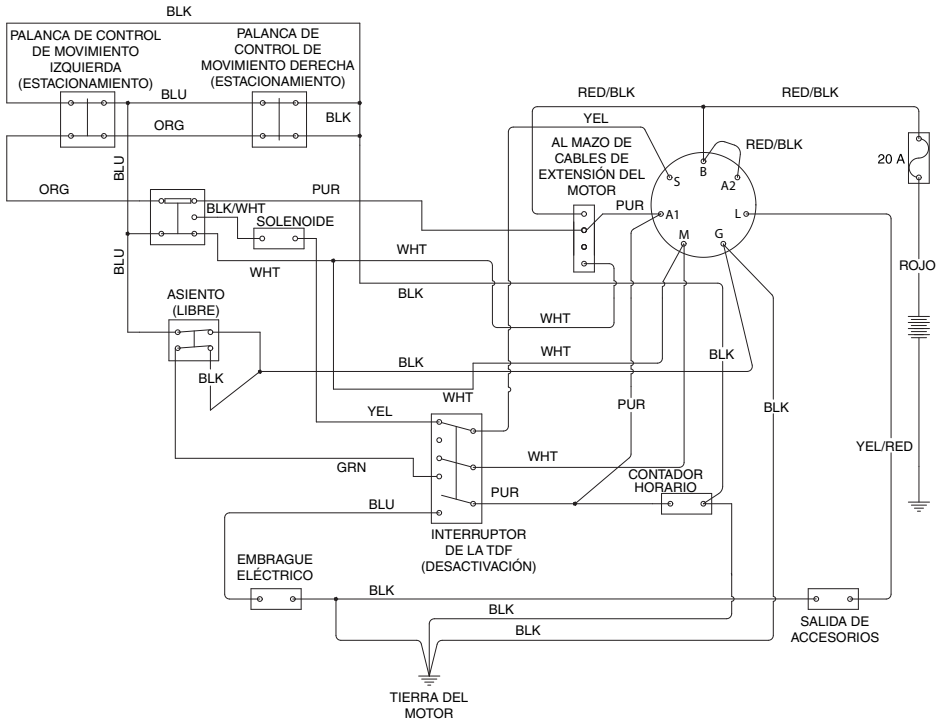 BLK
PALANCA DE CONTROL
DE MOVIMIENTO
IZQUIERDA
(ESTACIONAMIENTO)
PALANCA DE
CONTROL DE
MOVIMIENTO DERECHA
(ESTACIONAMIENTO)
BLU
ORG
BLK
BLU
ORG
PUR
BLK/WHT
SOLENOIDE
WHT
WHT
BLU
BLK
ASIENTO
(LIBRE)
BLK
BLK
WHT
WHT
WHT
YEL
RED/BLK
RED/BLK
RED/BLK
AL MAZO DE
CABLES DE
EXTENSIÓN DEL
MOTOR
PUR
S
B
A2
A1
L
M
G
20 A
ROJO
BLK
PUR
BLK
YEL/RED
YEL
GRN
WHT
PUR
BLU
CONTADOR
HORARIO
INTERRUPTOR
DE LA TDF
(DESACTIVACIÓN)
EMBRAGUE
ELÉCTRICO
BLK
BLK
BLK
SALIDA DE
ACCESORIOS
TIERRA DEL
MOTOR